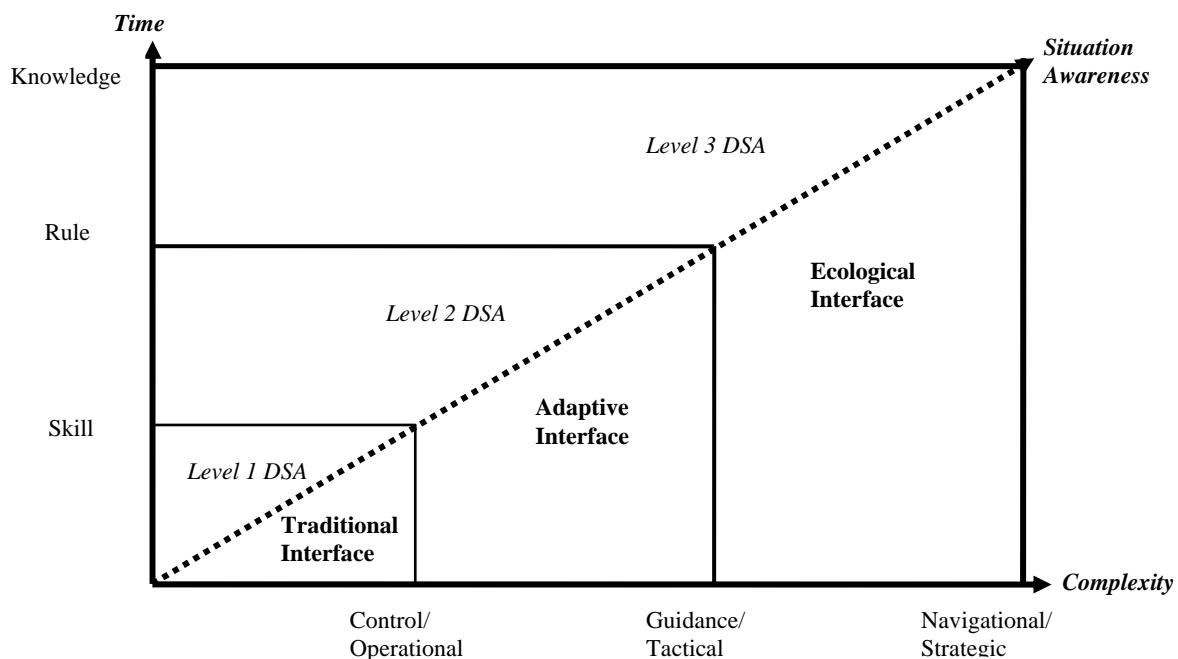 Time
Knowledge
Situation
Awareness
Level 3 DSA
Rule
Ecological
Interface
Level 2 DSA
Adaptive
Interface
Skill
Level 1 DSA
Traditional
Interface
Complexity
Control/
Operational
Guidance/
Tactical
Navigational/
Strategic